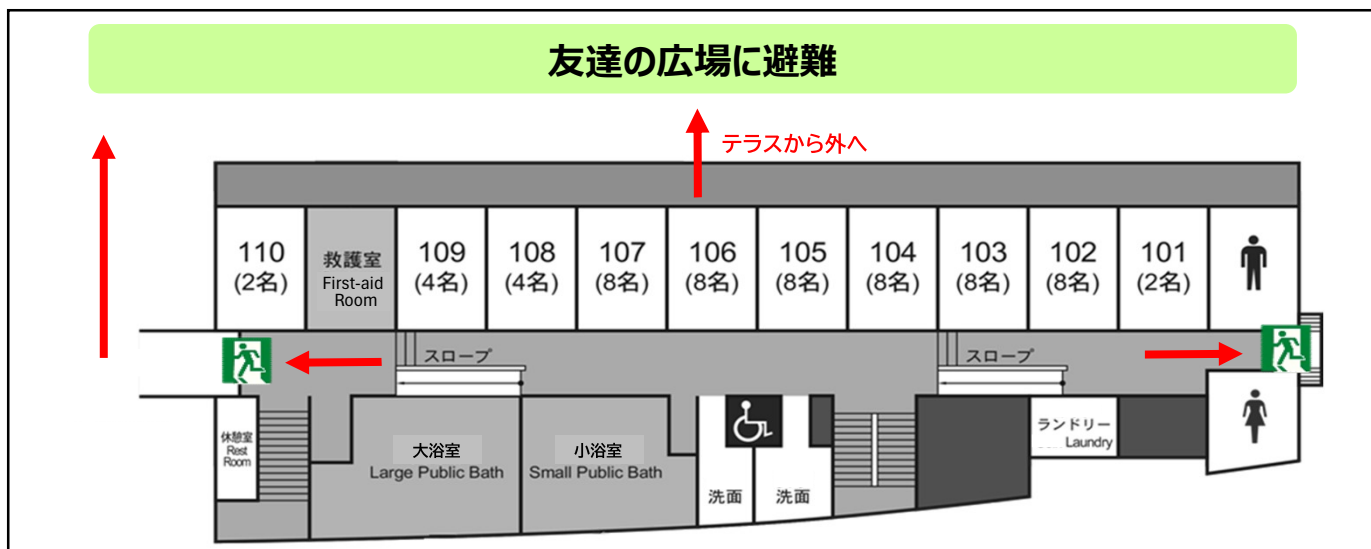 友達の広場に避難
テラスから外へ
110
(2名)
救護室
First-aid
Room
109
(4名)
108
(4名)
107
(8名)
106
(8名)
105
(8名)
104
(8名)
103
(8名)
102
(8名)
101
(2名)
スロープ
スロープ
休憩室
Rest
Room
大浴室
Large Public Bath
小浴室
Small Public Bath
洗面
洗面
ランドリー
Laundry